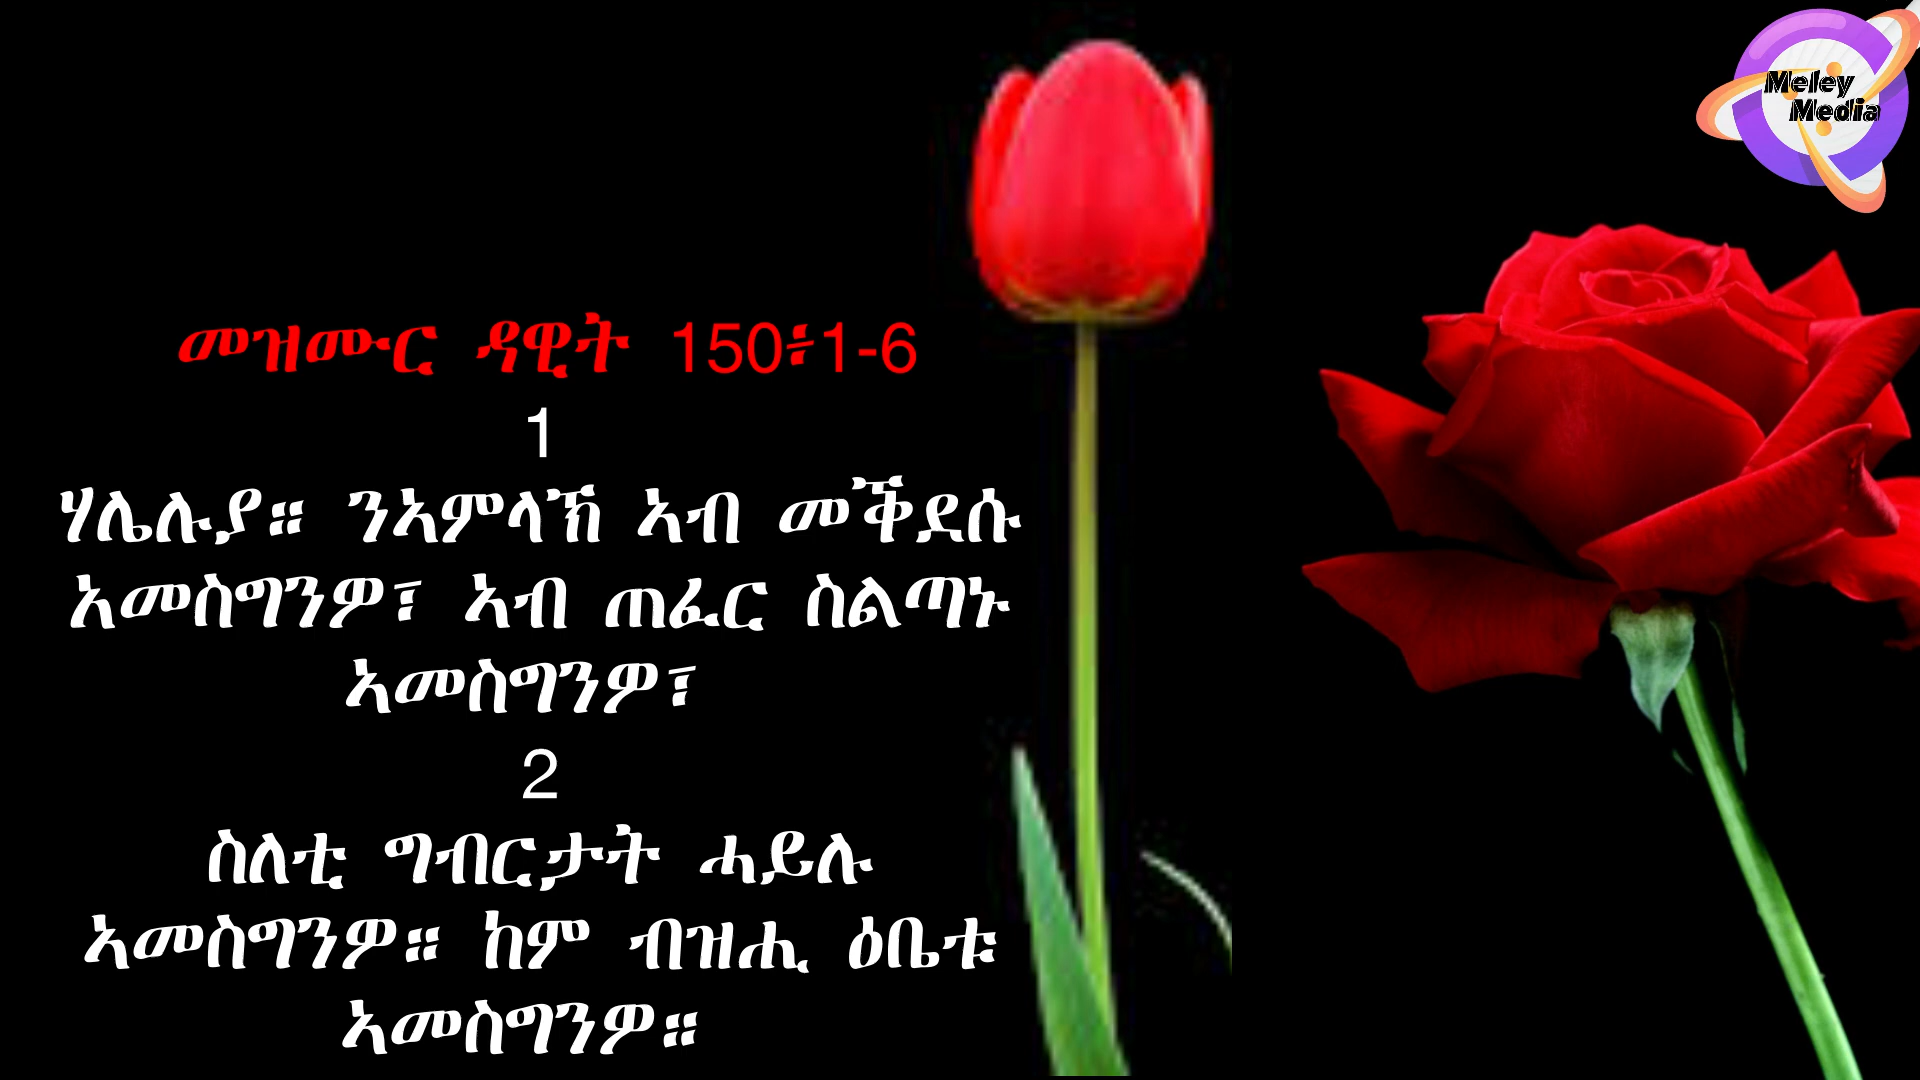 Meley
Media
መዝሙር ዳዊት 150፥1-6
1
ሃሌሉያ። ንኣምላኽ ኣብ መቕደሱ
አመስግንዎ፣ ኣብ ጠፈር ስልጣኑ
ኣመስግንዎ፣
2
ስለቲ ግብርታት ሓይሉ
ኣመስግንዎ። ከም ብዝሒ ዕቤቱ
ኣመስግንዎ።